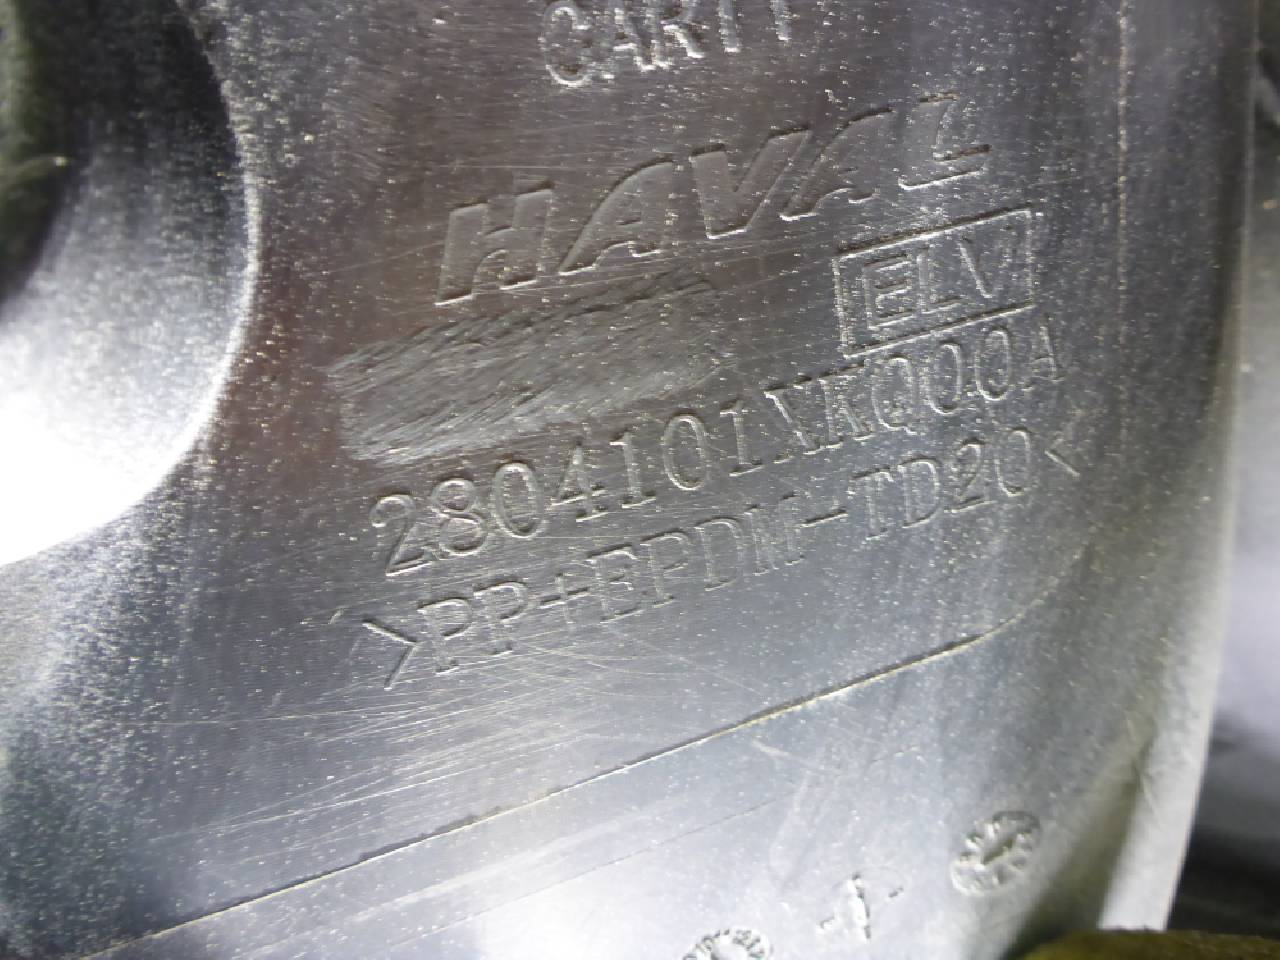 HAVAL
ELV
2804101XKQ00A
>PP+EPDM-TD20<